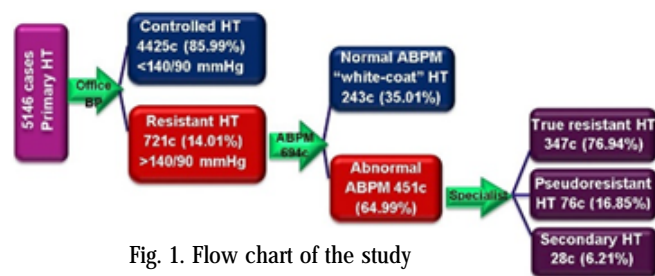 5146 cases
Primary HT
Office
BP
Controlled HT
4425c (85.99%)
<140/90 mmHg
Resistant HT
721c (14.01%)
>140/90 mmHg
ABPM
694c
Normal ABPM
“white-coat” HT
243c (35.01%)
Abnormal
ABPM 451c
(64.99%)
Specialist
True resistant HT
347c (76.94%)
Pseudoresistant
HT 76c (16.85%)
Secondary HT
28c (6.21%)
Fig. 1. Flow chart of the study